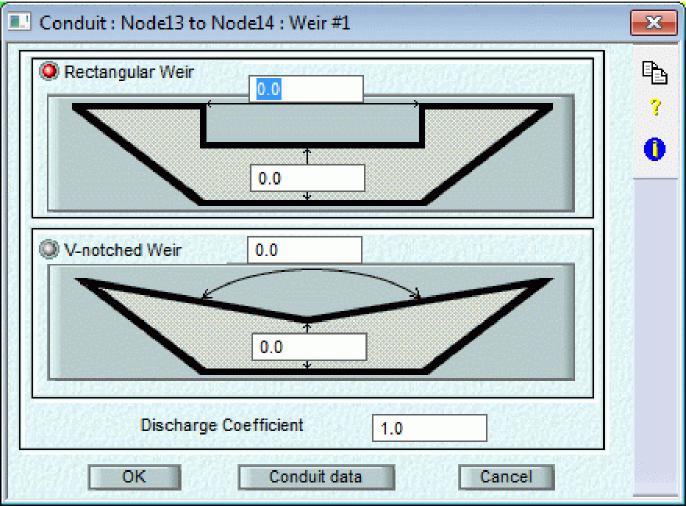 Conduit : Node13 to Node14 : Weir #1
Rectangular Weir
0.0
0.0
V-notched Weir
0.0
0.0
Discharge Coefficient
1.0
OK
Conduit data
Cancel
?
i